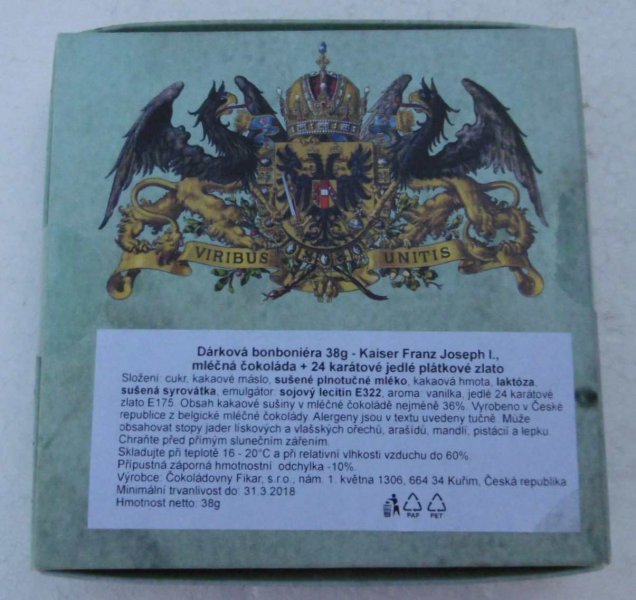 VIRIBUS UNITIS
Dárková bonboniéra 38g - Kaiser Franz Joseph I.,
mléčná čokoláda + 24 karátové jedlé plátkové zlato
Složení: cukr, kakaové máslo, sušené plnotučné mléko, kakaová hmota, laktóza,
sušená syrovátka, emulgátor: sojový lecitin E322, aroma: vanilka, jedlé 24 karátové
zlato E175. Obsah kakaové sušiny v mléčné čokoládě nejméně 36%. Vyrobeno v České
republice z belgické mléčné čokolády. Alergeny jsou v textu uvedeny tučně. Může
obsahovat stopy jader lískových a vlašských ořechů, arašídů, mandlí, pistácií a lepku.
Chraňte před přímým slunečním zářením.
Skladujte při teplotě 16 - 20°C a při relativní vlhkosti vzduchu do 60%.
Přípustná záporná hmotnostní odchylka -10%.
Výrobce: Čokoládovny Fikar, s.r.o., nám. 1. května 1306, 664 34 Kuřim, Česká republika
Minimální trvanlivost do: 31.3.2018
Hmotnost netto: 38g
PAP PET